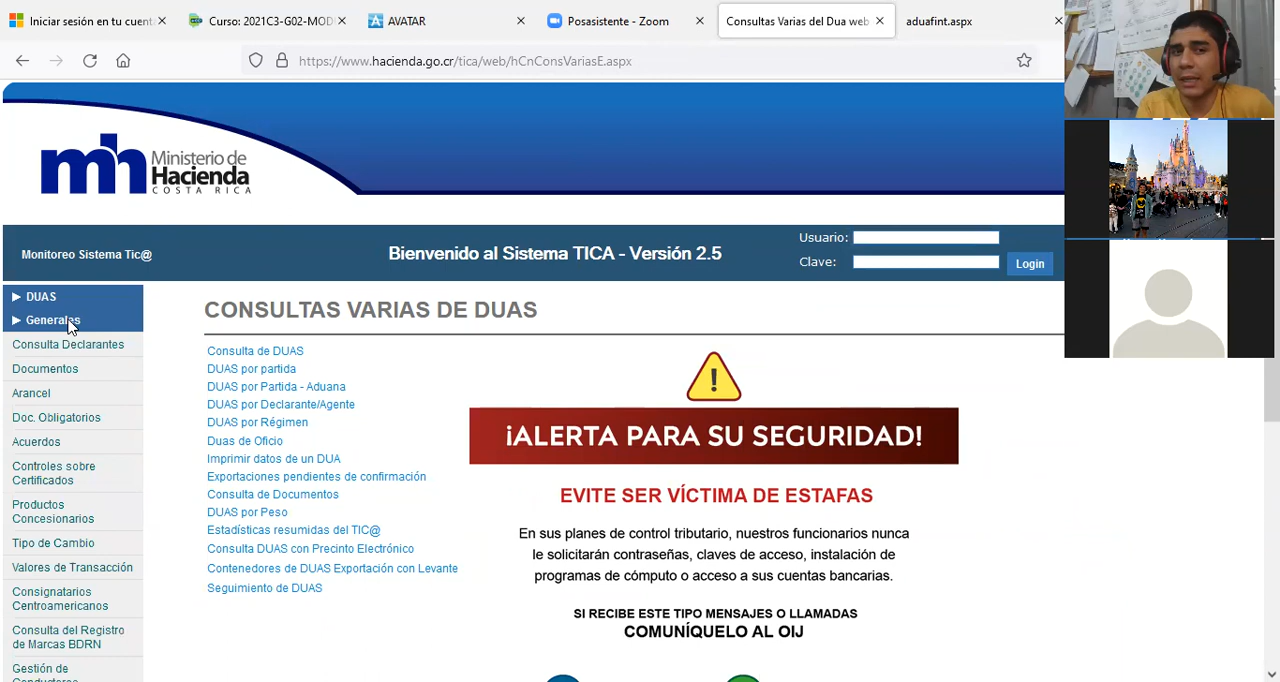 Iniciar sesión en tu cuenta
Curso: 2021C3-G02-MOD
AVATAR
Posasistente - Zoom
Consultas Varias del Dua web
aduafint.aspx
https://www.hacienda.go.cr/tica/web/hCnConsVariasE.aspx
mh
Ministerio de
Hacienda
COSTA RICA
Monitoreo Sistema Tic@
Bienvenido al Sistema TICA - Versión 2.5
Usuario:
Clave:
Login
DUAS
Generales
Consulta Declarantes
Documentos
Arancel
Doc. Obligatorios
Acuerdos
Controles sobre
Certificados
Productos
Concesionarios
Tipo de Cambio
Valores de Transacción
Consignatarios
Centroamericanos
Consulta del Registro
de Marcas BDRN
Gestión de
Conductores
CONSULTAS VARIAS DE DUAS
Consulta de DUAS
DUAS por partida
DUAS por Partida - Aduana
DUAS por Declarante/Agente
DUAS por Régimen
Duas de Oficio
Imprimir datos de un DUA
Exportaciones pendientes de confirmación
Consulta de Documentos
DUAS por Peso
Estadísticas resumidas del TIC@
Consulta DUAS con Precinto Electrónico
Contenedores de DUAS Exportación con Levante
Seguimiento de DUAS
¡ALERTA PARA SU SEGURIDAD!
EVITE SER VÍCTIMA DE ESTAFAS
En sus planes de control tributario, nuestros funcionarios nunca
le solicitarán contraseñas, claves de acceso, instalación de
programas de cómputo o acceso a sus cuentas bancarias.
SI RECIBE ESTE TIPO MENSAJES O LLAMADAS
COMUNÍQUELO AL OIJ